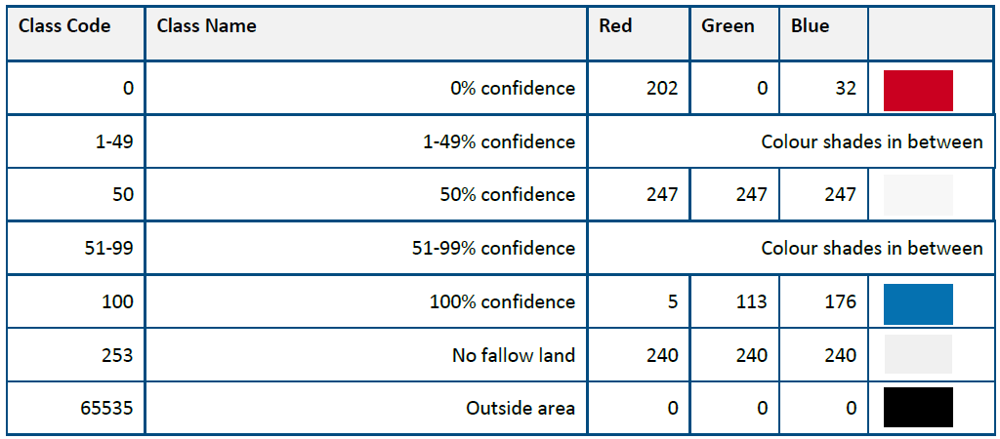 Class Code Class Name Red Green Blue
0 0% confidence 202 0 32
1-49 1-49% confidence Colour shades in between
50 50% confidence 247 247 247
51-99 51-99% confidence Colour shades in between
100 100% confidence 5 113 176
253 No fallow land 240 240 240
65535 Outside area 0 0 0